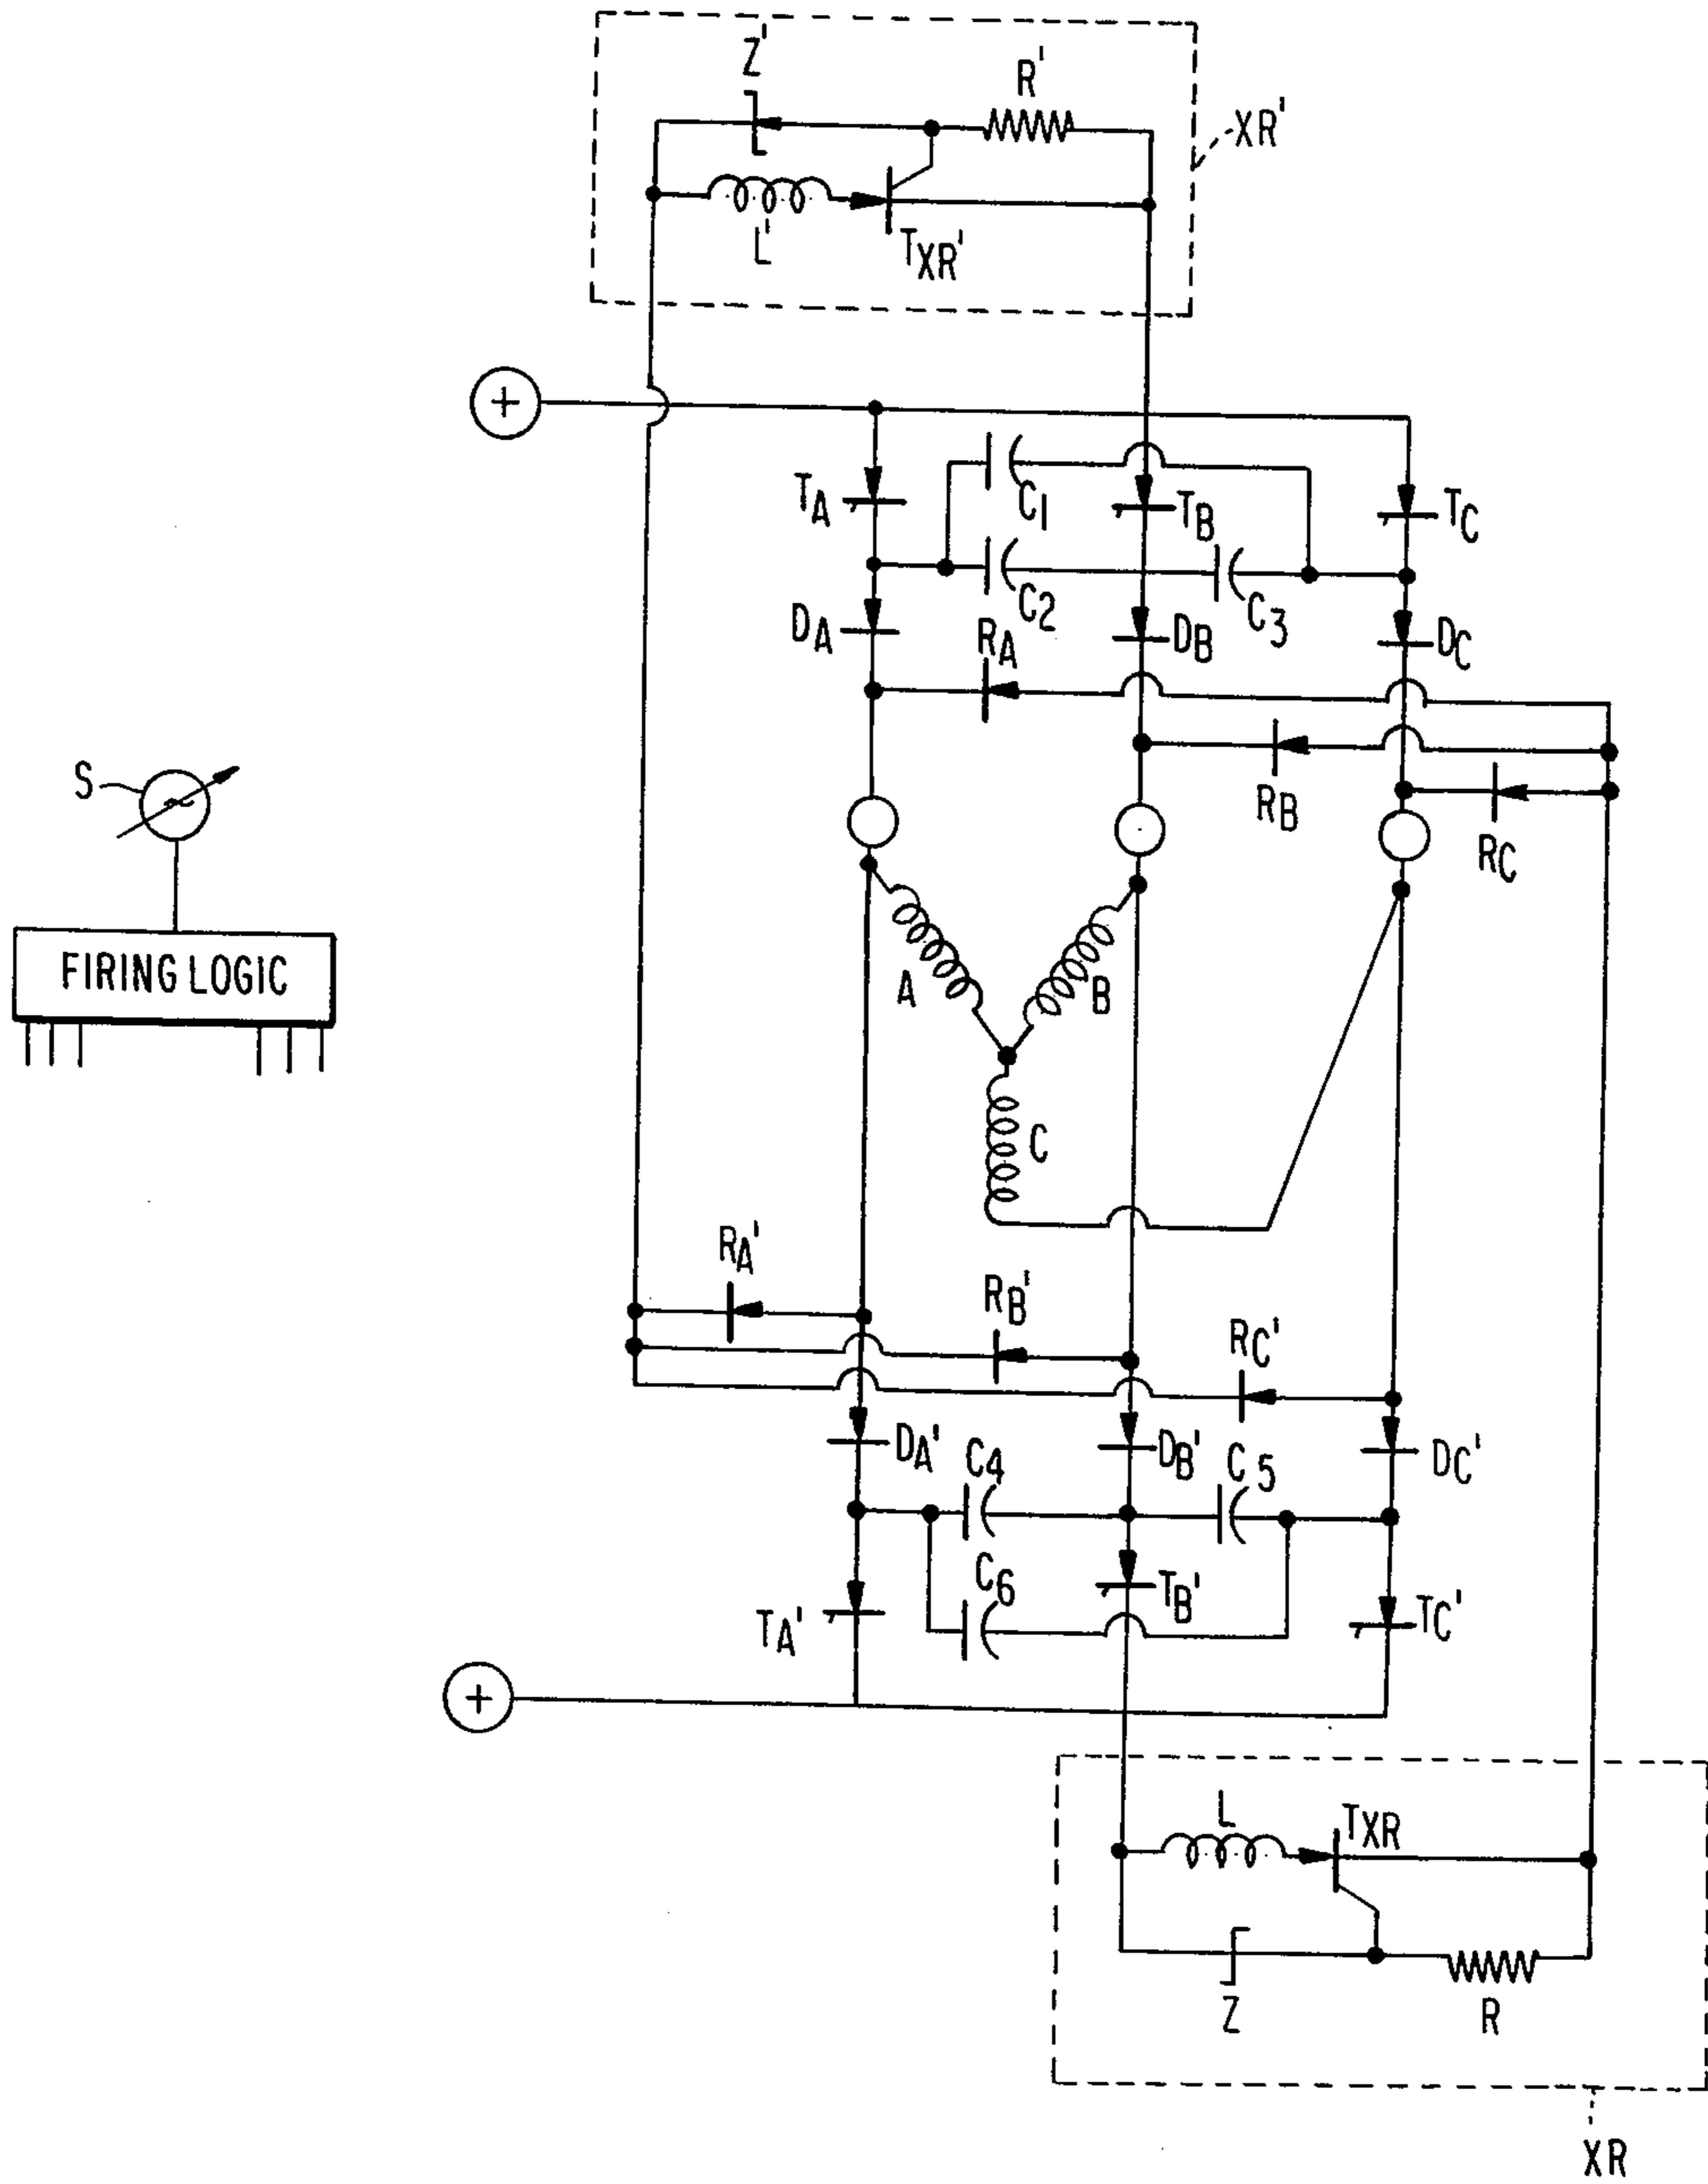 Z'
R'
XR'
L'
TXR'
+
TA
C1
TB
TC
C2
C3
DA
RA
DB
DC
S
~
RB
RC
FIRING LOGIC
A
B
C
RA'
RB'
RC'
DA'
C4
DB'
C5
DC'
C6
TA'
TB'
TC'
+
L
TXR
Z
R
XR